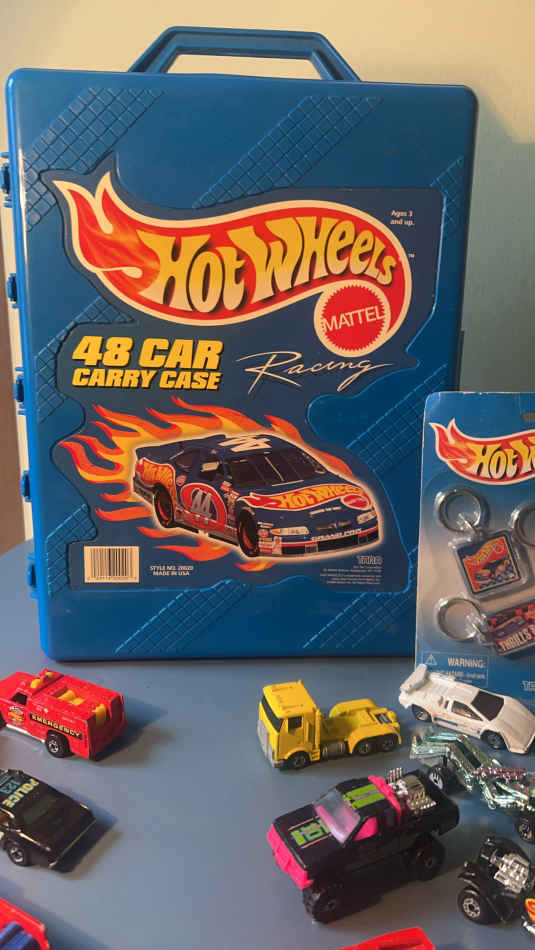 Ages 3
and up.
Hot Wheels
™
MATTEL
48 CAR
CARRY CASE
Racing
44
Hot Wheels
STYLE NO. 20020
MADE IN USA
TARA
Hot W
WARNING:
EMERGENCY
POLICE